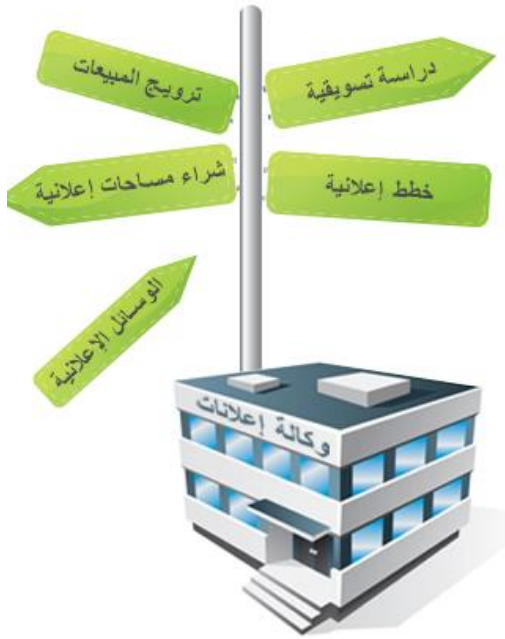 دراسة تسويقية
ترويج المبيعات
خطط إعلانية
شراء مساحات إعلانية
الوسائل الإعلانية
وكالة إعلانات